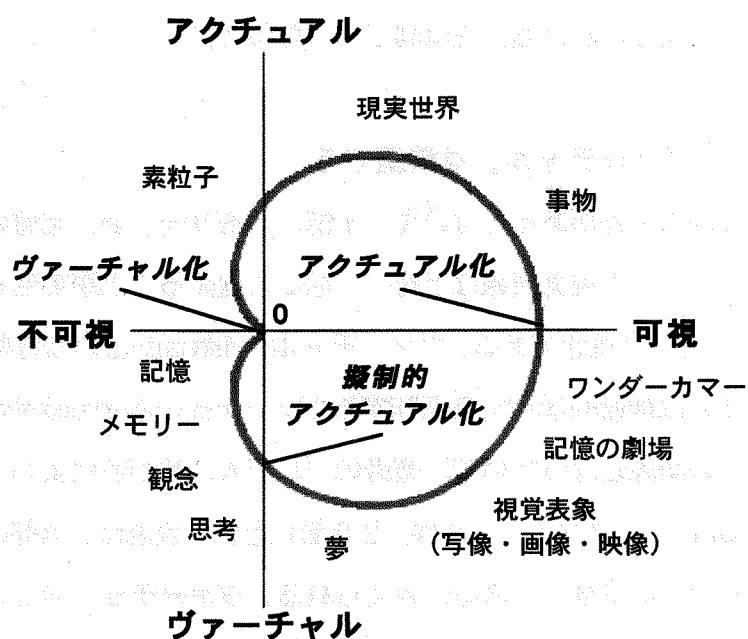 アクチュアル
現実世界
素粒子
事物
ヴァーチャル化
アクチュアル化
0
不可視
可視
記憶
擬制的
アクチュアル化
ワンダーカマー
メモリー
記憶の劇場
観念
視覚表象
(写像・画像・映像)
思考
夢
ヴァーチャル